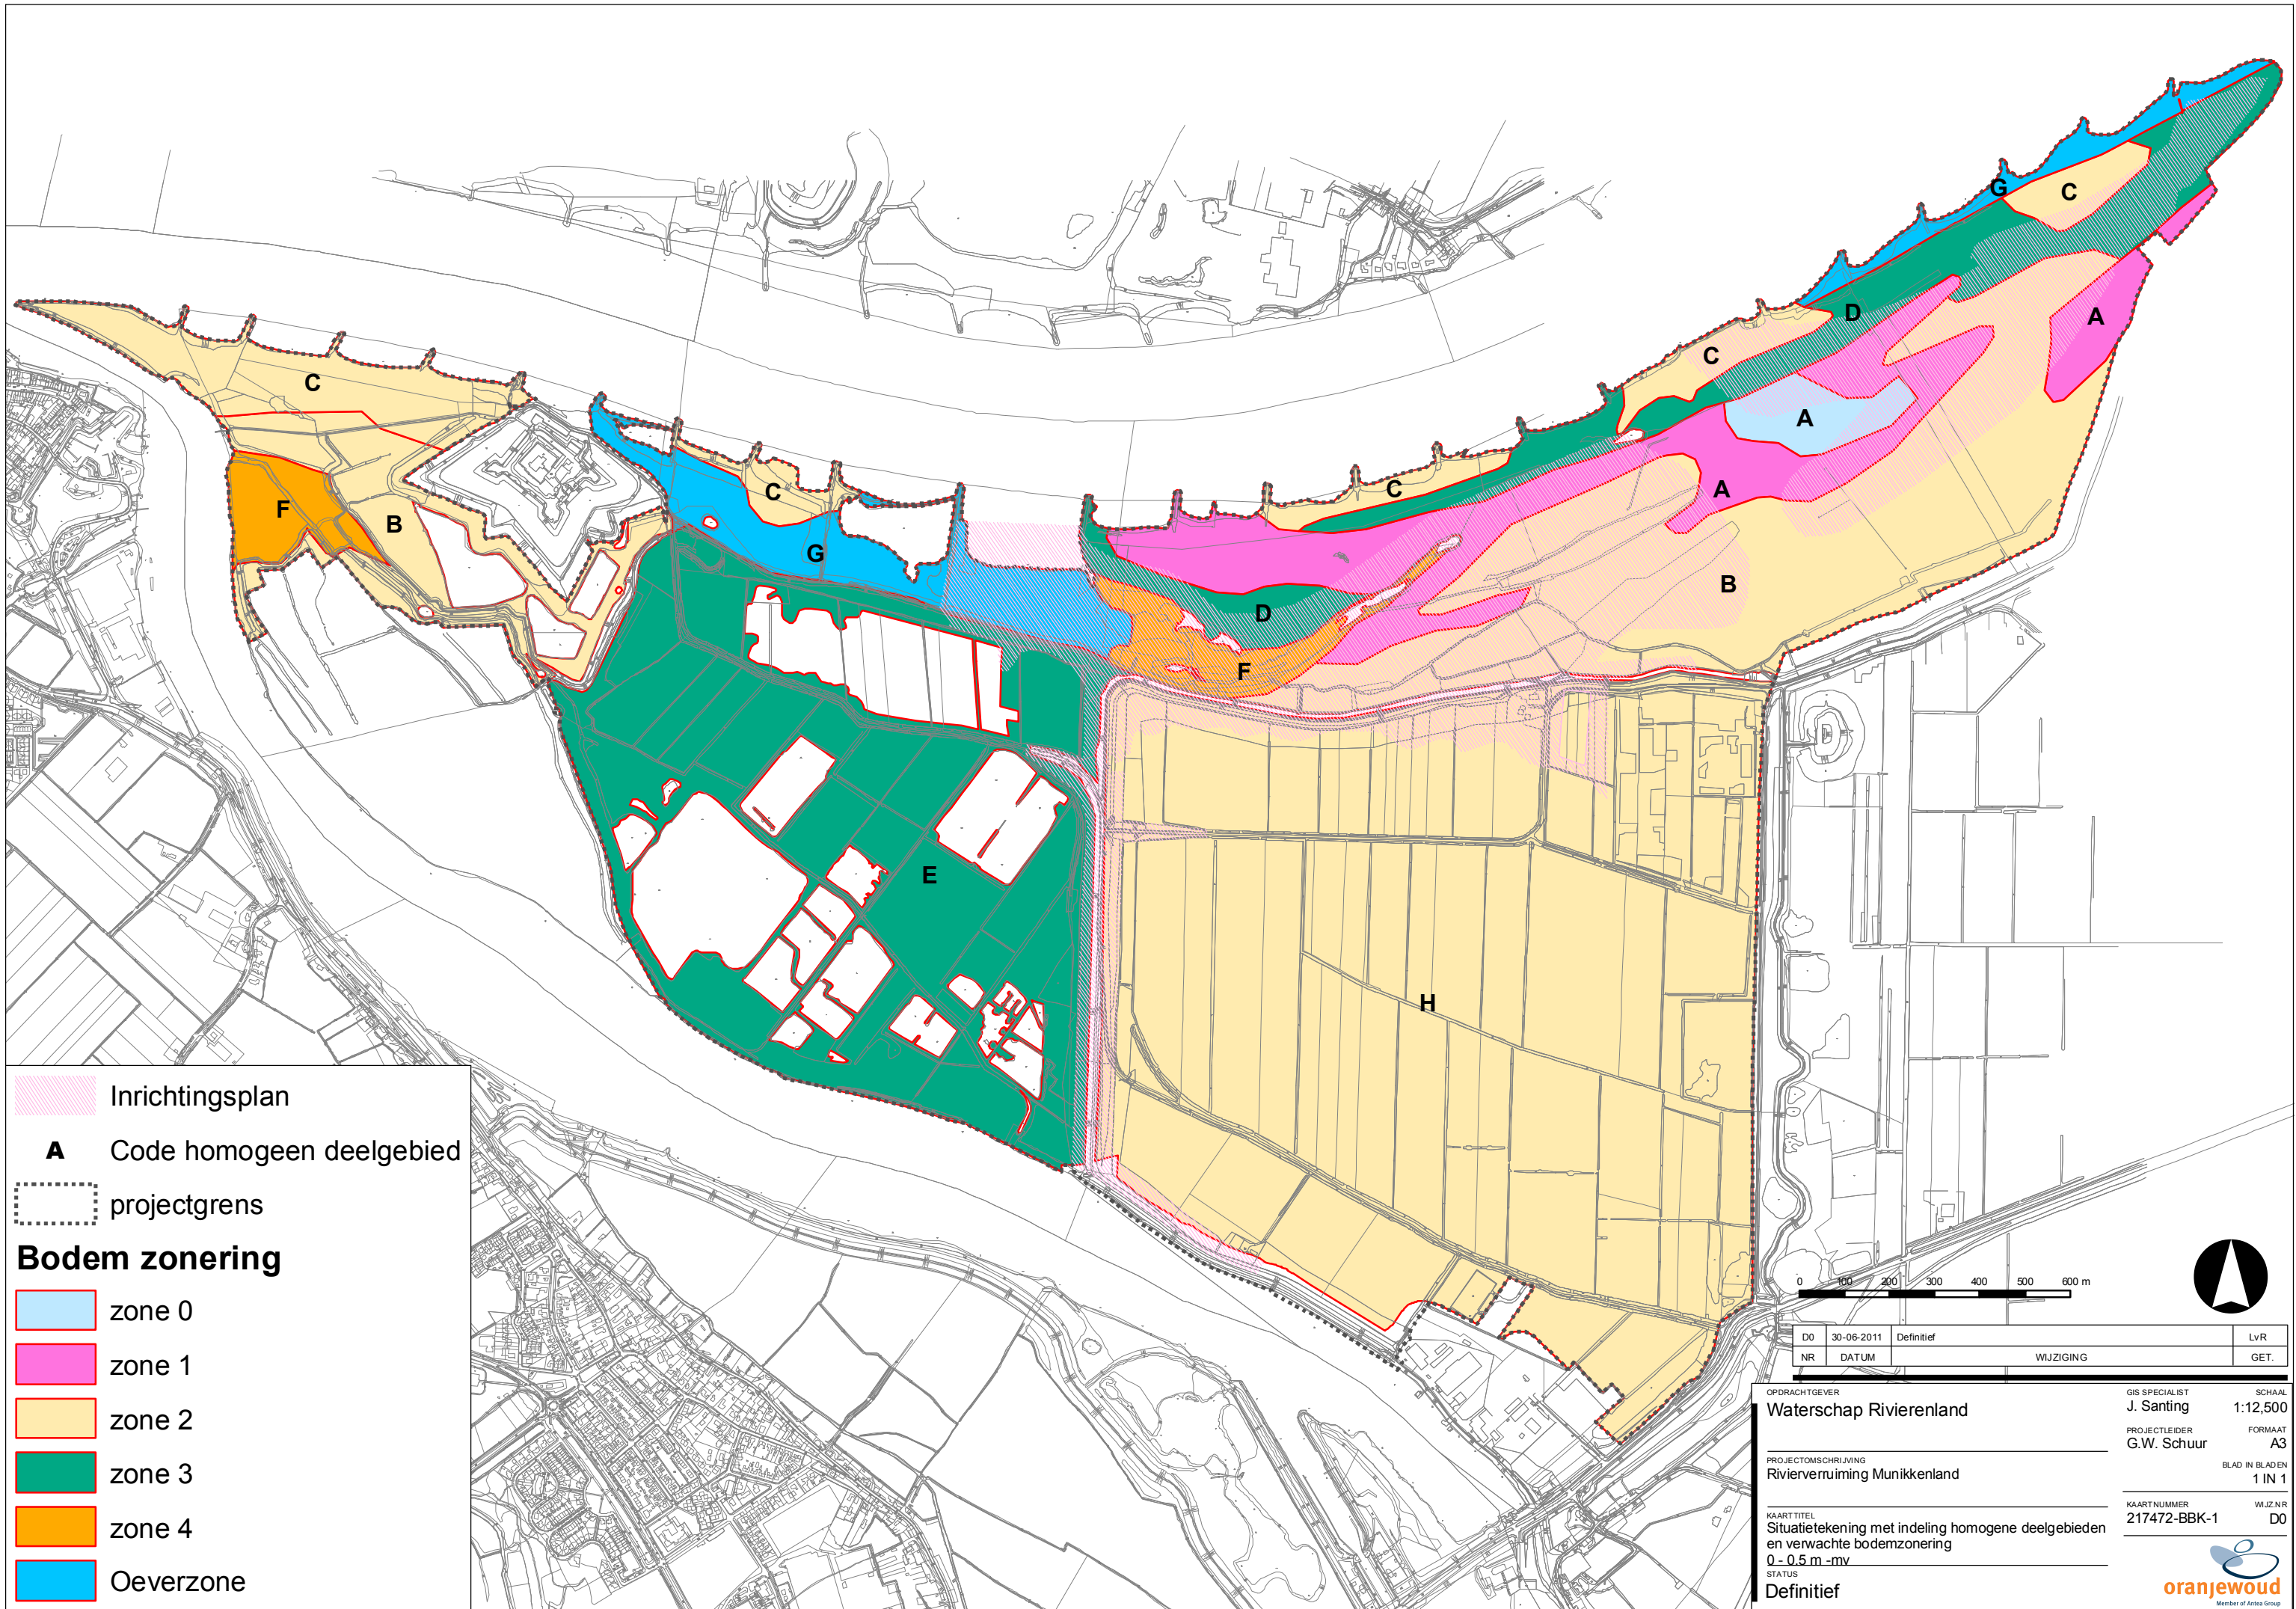 G
C
A
D
C
C
A
A
C
F
B
C
G
B
D
F
E
H
Inrichtingsplan
A Code homogeen deelgebied
projectgrens
Bodem zonering
zone 0
zone 1
zone 2
zone 3
zone 4
Oeverzone
0 100 200 300 400 500 600 m
D0 30-06-2011 Definitief LvR
NR DATUM WIJZIGING GET.
OPDRACHTGEVER
Waterschap Rivierenland
PROJECTOMSCHRIJVING
Rivierverruiming Munikkenland
KAARTTITEL
Situatietekening met indeling homogene deelgebieden
en verwachte bodemzonering
0 - 0.5 m -mv
STATUS
Definitief
GIS SPECIALIST SCHAAL
J. Santing 1:12,500
PROJECTLEIDER FORMAAT
G.W. Schuur A3
BLAD IN BLADEN
1 IN 1
KAARTNUMMER WIJZ.NR
217472-BBK-1 D0
oranjewoud
Member of Antea Group